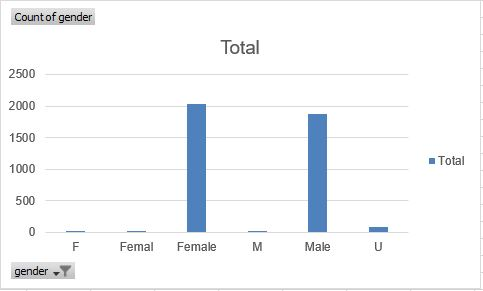 Count of gender
Total
2500
2000
1500
1000
500
0
F Femal Female M Male U
Total
gender